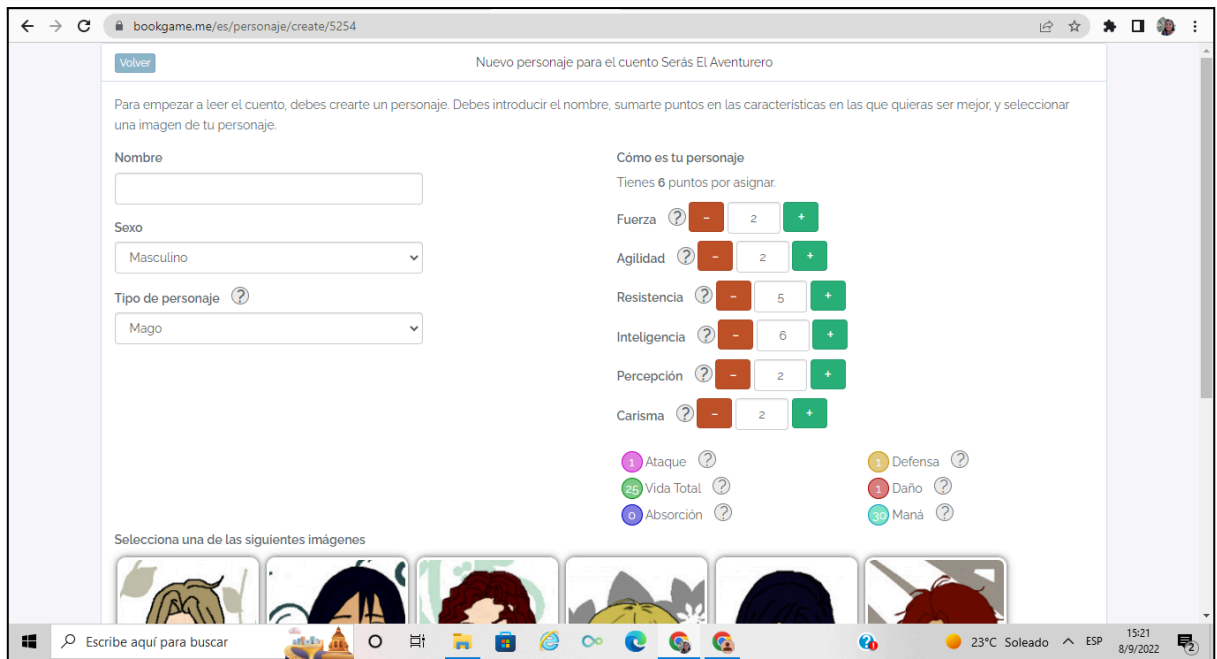 bookgame.me/es/personaje/create/5254
Volver
Nuevo personaje para el cuento Serás El Aventurero
Para empezar a leer el cuento, debes crearte un personaje. Debes introducir el nombre, sumarte puntos en las características en las que quieras ser mejor, y seleccionar
una imagen de tu personaje.
Nombre
Sexo
Masculino
Tipo de personaje ?
Mago
Cómo es tu personaje
Tienes 6 puntos por asignar.
Fuerza ? - 2 +
Agilidad ? - 2 +
Resistencia ? - 5 +
Inteligencia ? - 6 +
Percepción ? - 2 +
Carisma ? - 2 +
1 Ataque ? 1 Defensa ?
25 Vida Total ? 1 Daño ?
0 Absorción ? 30 Maná ?
Selecciona una de las siguientes imágenes
Escribe aquí para buscar
23°C Soleado
ESP
15:21
8/9/2022
2